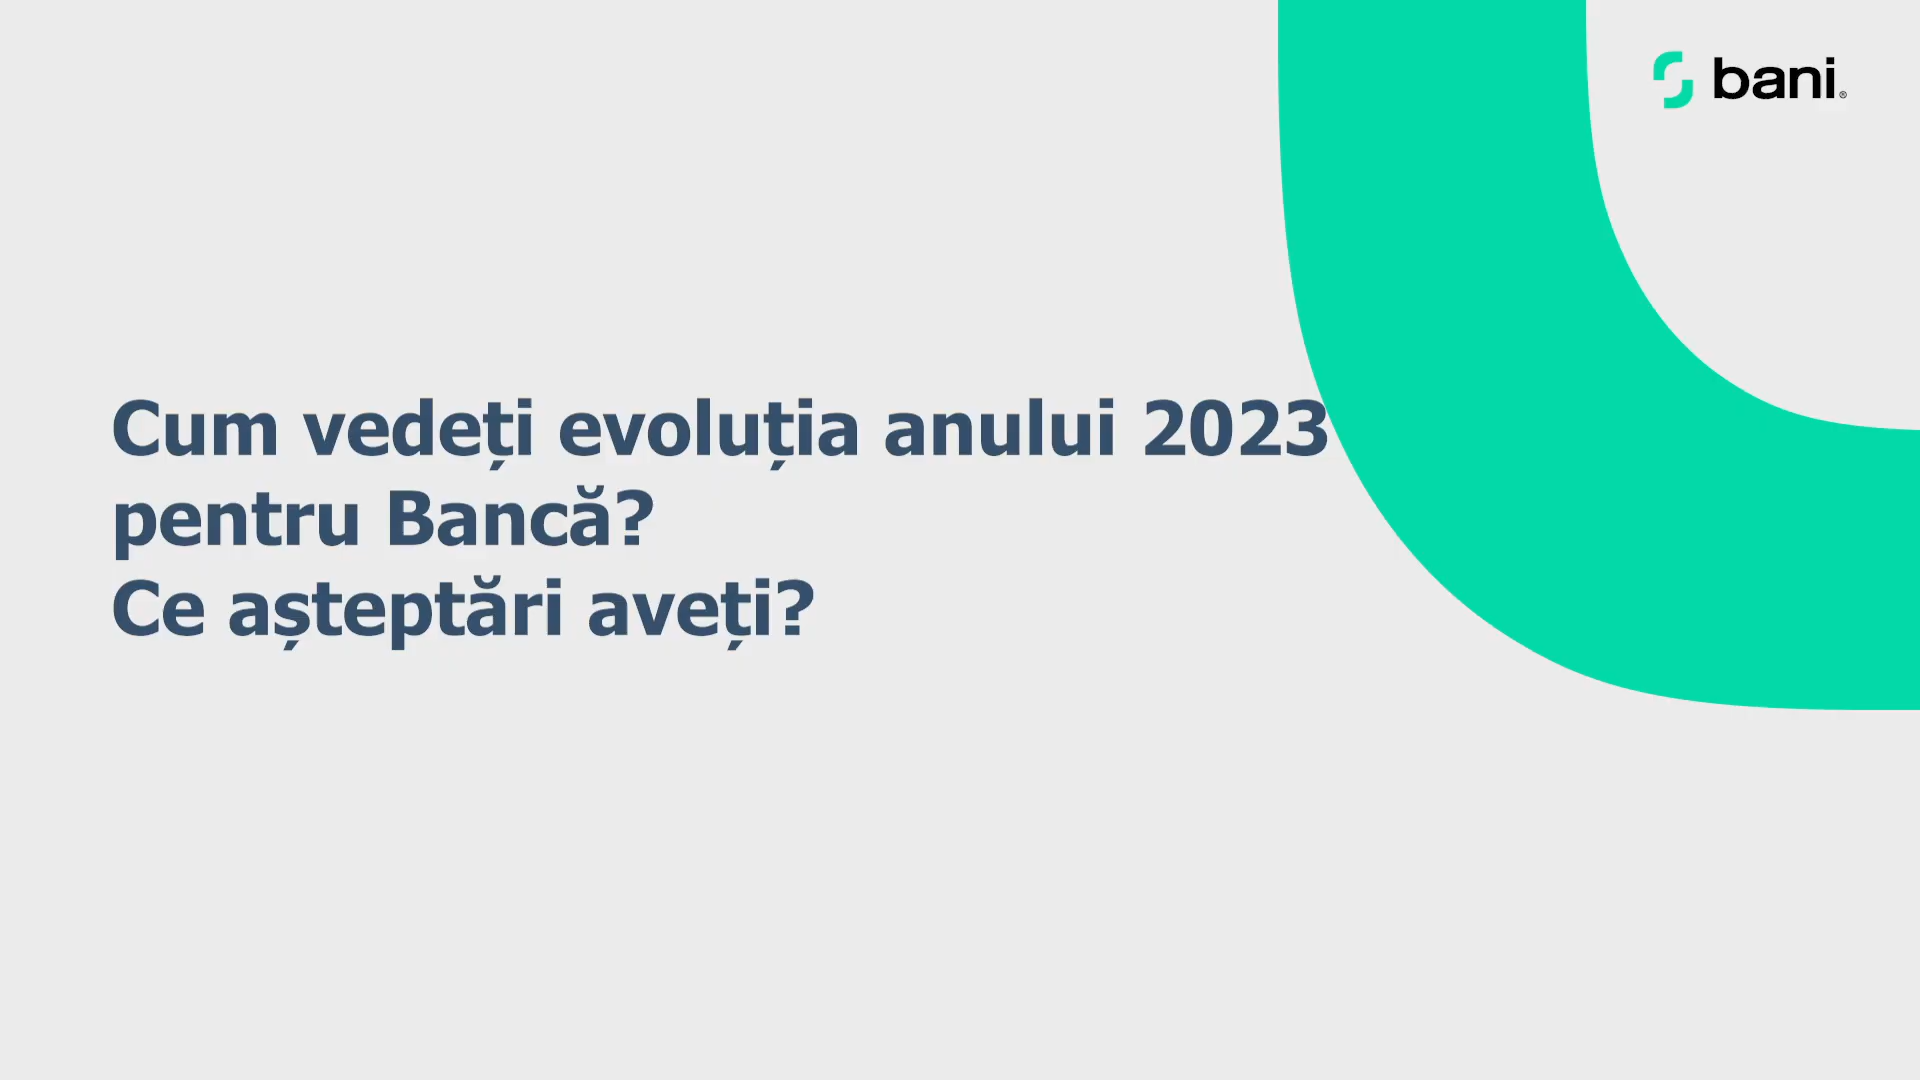 bani.®
Cum vedeți evoluția anului 2023
pentru Bancă?
Ce așteptări aveți?